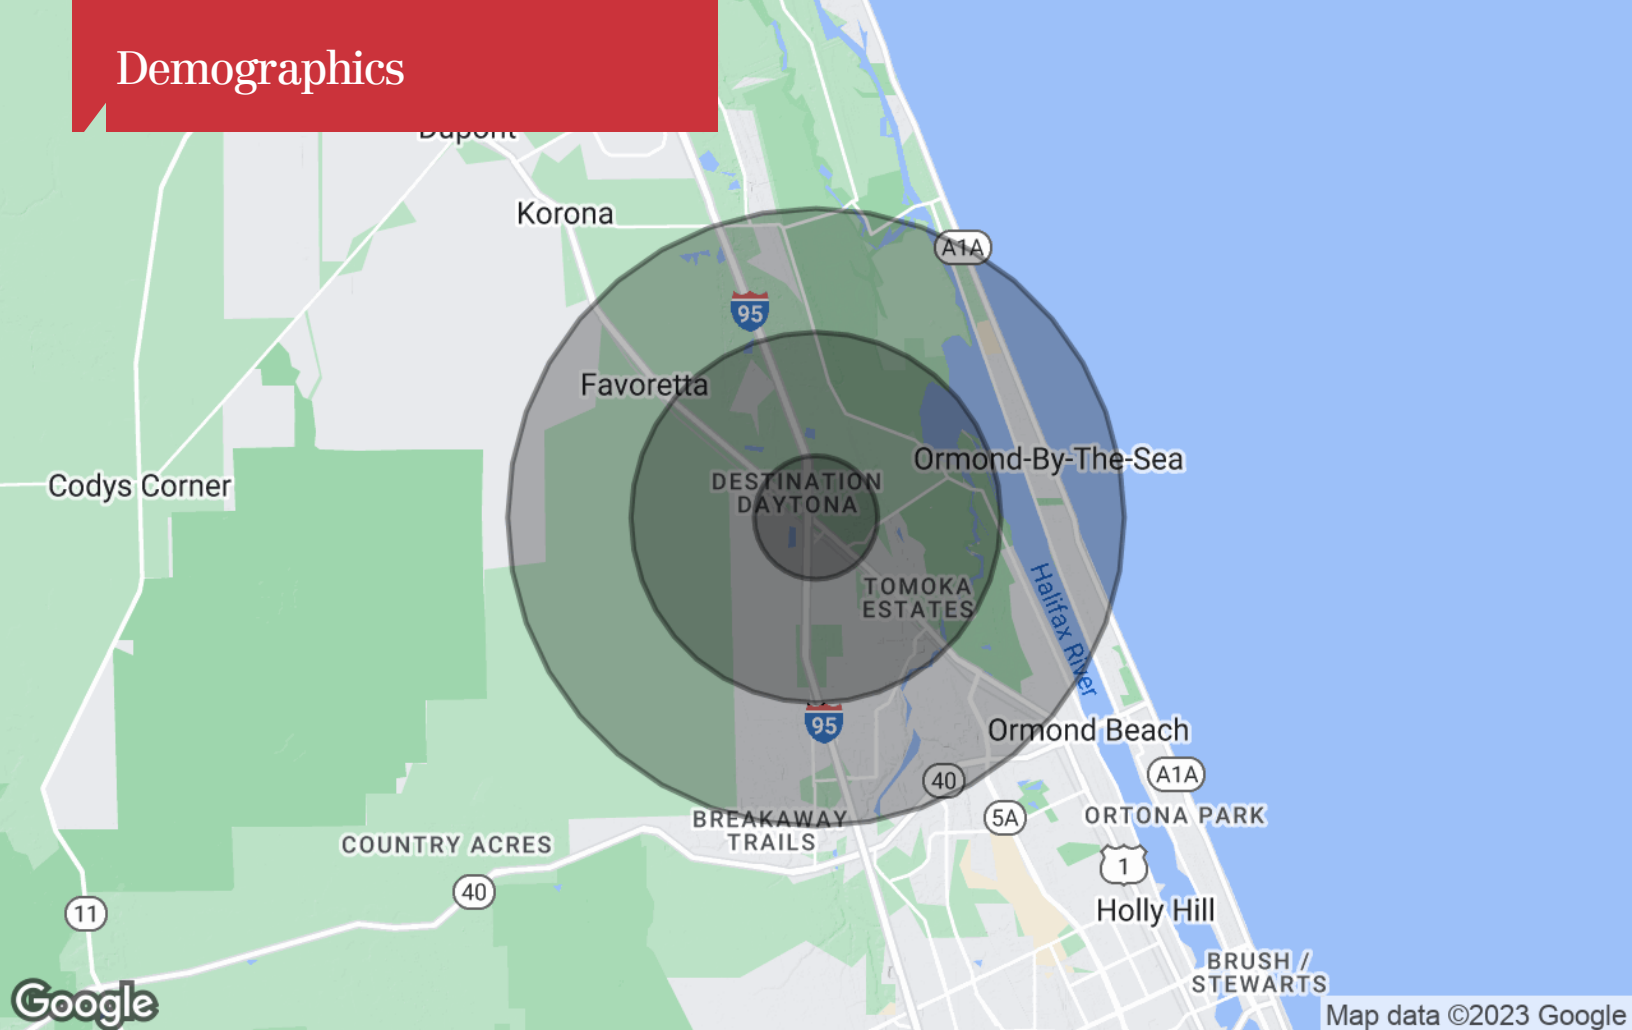 Demographics
Dupont
Korona
A1A
95
Favoretta
Ormond-By-The-Sea
Codys Corner
DESTINATION
DAYTONA
TOMOKA
ESTATES
Halifax River
95
Ormond Beach
40
A1A
5A
ORTONA PARK
BREAKAWAY
TRAILS
COUNTRY ACRES
1
40
11
Holly Hill
BRUSH /
STEWARTS
Google
Map data ©2023 Google